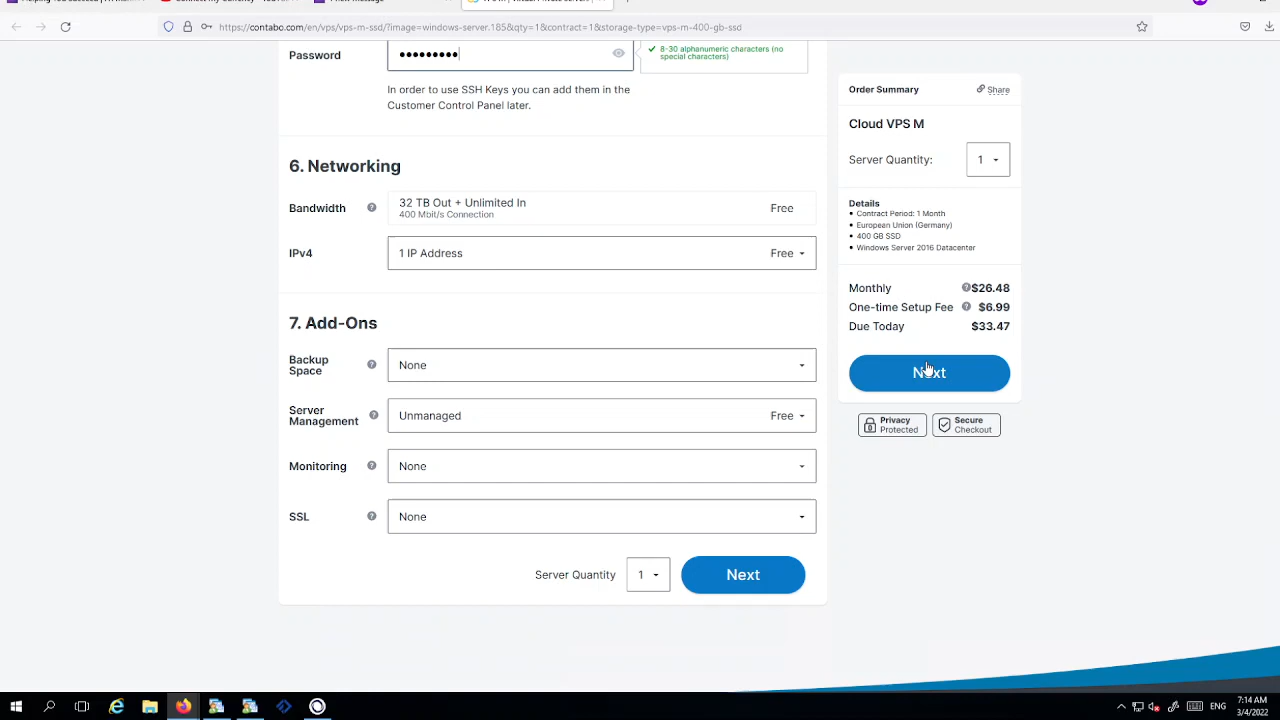 https://contabo.com/en/vps/vps-m-ssd/?image=windows-server.185&qty=1&contract=1&storage-type=vps-m-400-gb-ssd
Password
●●●●●●●●●
8-30 alphanumeric characters (no
special characters)
In order to use SSH Keys you can add them in the
Customer Control Panel later.
6. Networking
Bandwidth
32 TB Out + Unlimited In
400 Mbit/s Connection
Free
IPv4
1 IP Address
Free
7. Add-Ons
Backup
Space
None
Server
Management
Unmanaged
Free
Monitoring
None
SSL
None
Server Quantity
1
Next
Order Summary
Share
Cloud VPS M
Server Quantity:
1
Details
Contract Period: 1 Month
European Union (Germany)
400 GB SSD
Windows Server 2016 Datacenter
Monthly
$26.48
One-time Setup Fee
$6.99
Due Today
$33.47
Next
Privacy
Protected
Secure
Checkout
ENG
7:14 AM
3/4/2022